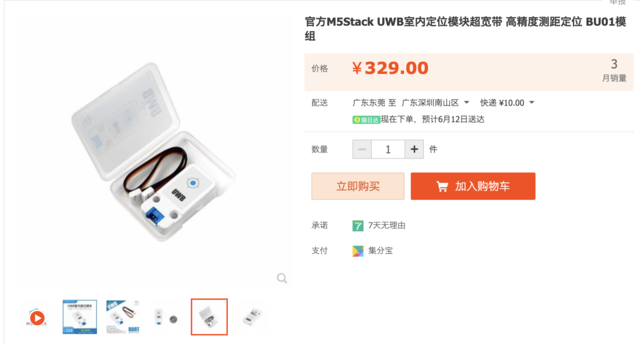 举报
官方M5Stack UWB室内定位模块超宽带 高精度测距定位 BU01模组
价格
¥329.00
3
月销量
配送
广东东莞 至 广东深圳南山区 快递 ¥10.00
现在下单，预计6月12日送达
数量
1
件
立即购买
加入购物车
承诺
7
7天无理由
支付
集分宝
UWB
UWB